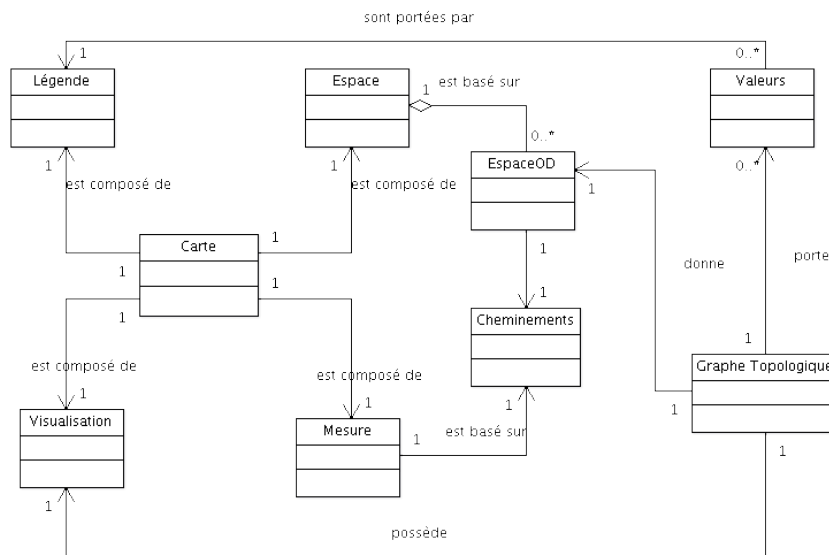 sont portées par
1
0..*
Légende
Espace
Valeurs
1
est basé sur
0..*
1
1
0..*
EspaceOD
est composé de
est composé de
1
Carte
1
1
1
donne
porte
1
1
1
1
Cheminements
1
Graphe Topologique
est composé de
est composé de
1
1
1
1
Visualisation
Mesure
1
est basé sur
1
1
possède